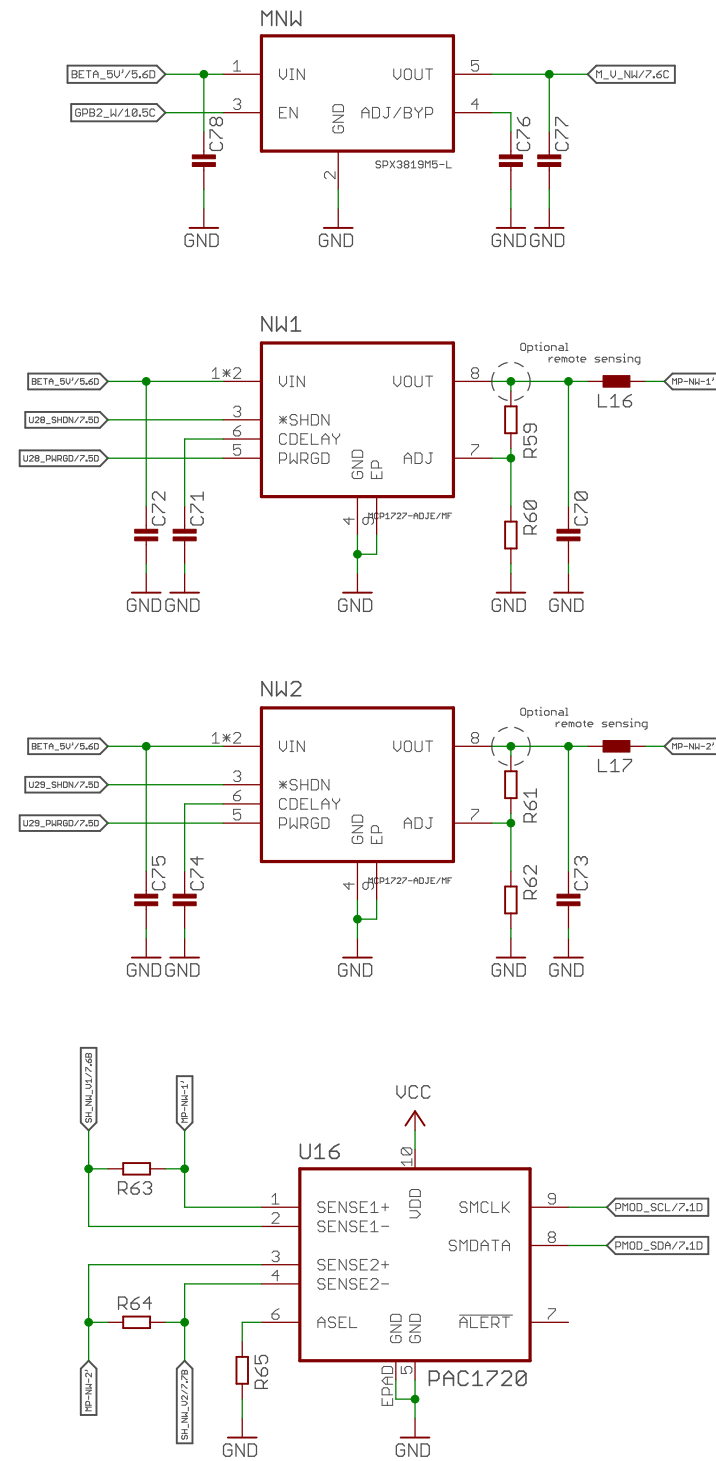 MNW
BETA_5V'/5.6D
1
VIN
VOUT
5
M_V_NW/7.6C
GPB2_W/10.5C
3
EN
GND
ADJ/BYP
4
C78
C76
C77
2
SPX3819M5-L
GND
GND
GND
GND
NW1
Optional
remote sensing
BETA_5V'/5.6D
1*2
VIN
VOUT
8
L16
MP-NW-1'
U28_SHDN/7.5D
3
*SHDN
R59
6
CDELAY
U28_PWRGD/7.5D
5
PWRGD
GND
EP
ADJ
7
C72
C71
4
9
MCP1727-ADJE/MF
R60
C70
GND
GND
GND
GND
GND
NW2
Optional
remote sensing
BETA_5V'/5.6D
1*2
VIN
VOUT
8
L17
MP-NW-2'
U29_SHDN/7.5D
3
*SHDN
R61
6
CDELAY
U29_PWRGD/7.5D
5
PWRGD
GND
EP
ADJ
7
C75
C74
4
9
MCP1727-ADJE/MF
R62
C73
GND
GND
GND
GND
GND
SH_NW_V1/7.6B
MP-NW-1'
VCC
U16
10
R63
VDD
1
SENSE1+
SMCLK
9
PMOD_SCL/7.1D
2
SENSE1-
SMDATA
8
PMOD_SDA/7.1D
3
SENSE2+
4
SENSE2-
R64
6
ASEL
GND
GND
ALERT
7
R65
EPAD
5
PAC1720
MP-NW-2'
SH_NW_V2/7.7B
GND
GND